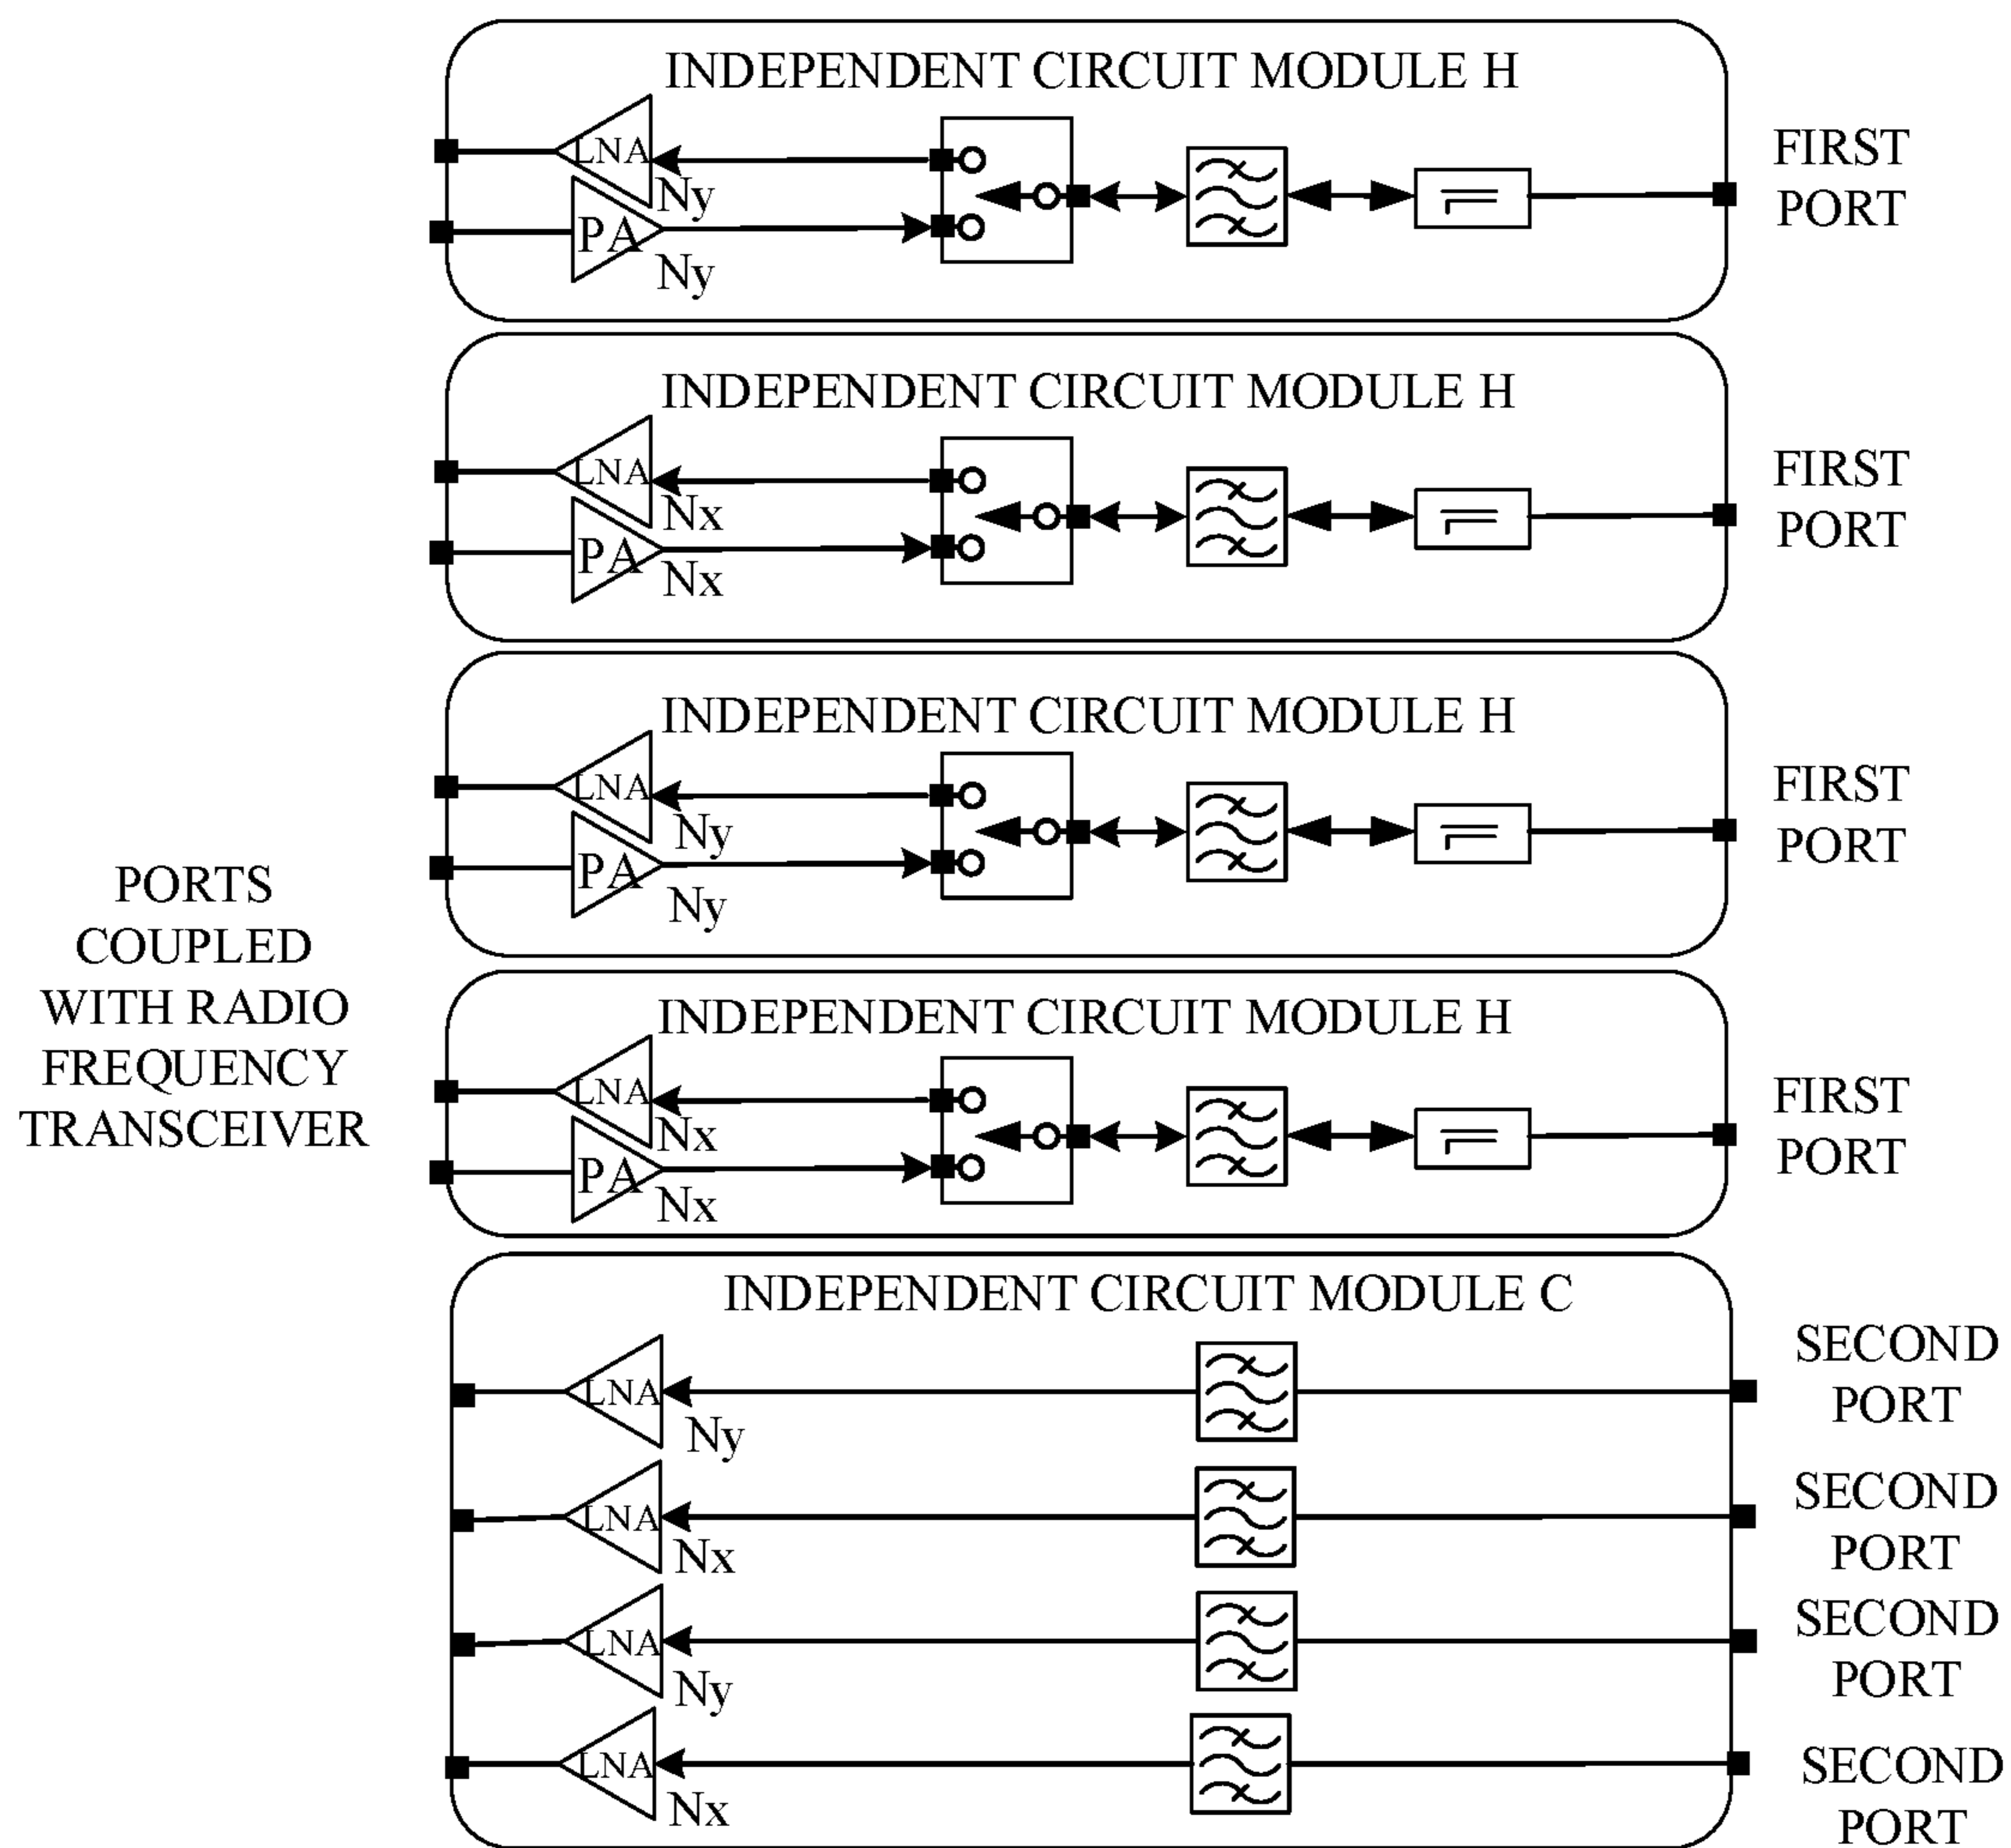 INDEPENDENT CIRCUIT MODULE H
LNA
Ny
PA
Ny
FIRST
PORT
INDEPENDENT CIRCUIT MODULE H
LNA
Nx
PA
Nx
FIRST
PORT
INDEPENDENT CIRCUIT MODULE H
LNA
Ny
PA
Ny
FIRST
PORT
PORTS
COUPLED
WITH RADIO
FREQUENCY
TRANSCEIVER
INDEPENDENT CIRCUIT MODULE H
LNA
Nx
PA
Nx
FIRST
PORT
INDEPENDENT CIRCUIT MODULE C
LNA
Ny
SECOND
PORT
LNA
Nx
SECOND
PORT
LNA
Ny
SECOND
PORT
LNA
Nx
SECOND
PORT